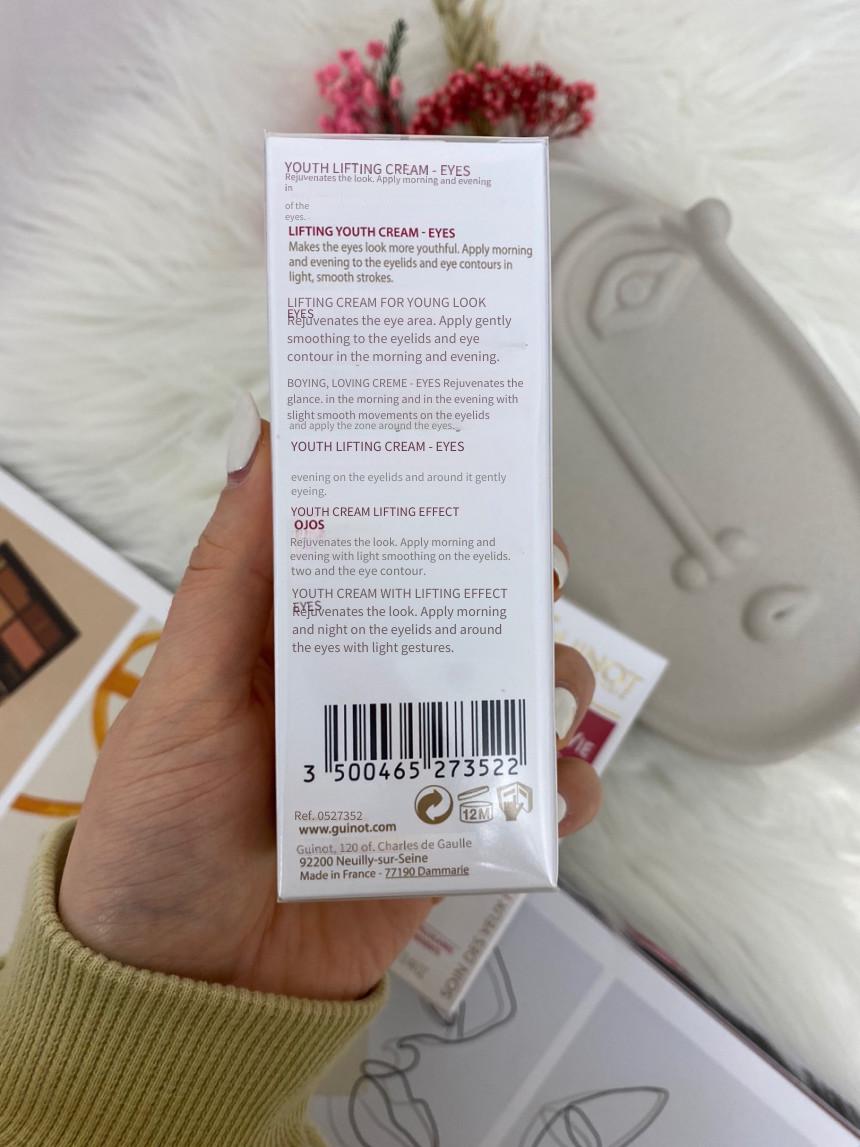 YOUTH LIFTING CREAM - EYES
Rejuvenates the look. Apply morning and evening
in
of the
eyes.
LIFTING YOUTH CREAM - EYES
Makes the eyes look more youthful. Apply morning
and evening to the eyelids and eye contours in
light, smooth strokes.
LIFTING CREAM FOR YOUNG LOOK
EYES
Rejuvenates the eye area. Apply gently
smoothing to the eyelids and eye
contour in the morning and evening.
BOYING, LOVING CREME - EYES Rejuvenates the
glance. in the morning and in the evening with
slight smooth movements on the eyelids
and apply the zone around the eyes.
YOUTH LIFTING CREAM - EYES
evening on the eyelids and around it gently
eyeing.
YOUTH CREAM LIFTING EFFECT
OJOS
Rejuvenates the look. Apply morning and
evening with light smoothing on the eyelids.
two and the eye contour.
YOUTH CREAM WITH LIFTING EFFECT
EYES
Rejuvenates the look. Apply morning
and night on the eyelids and around
the eyes with light gestures.
3 500465 273522
12M
Ref. 0527352
www.guinot.com
Guinot, 120 of. Charles de Gaulle
92200 Neuilly-sur-Seine
Made in France - 77190 Dammarie
GUINOT
VIE
SOIN DES YEUX